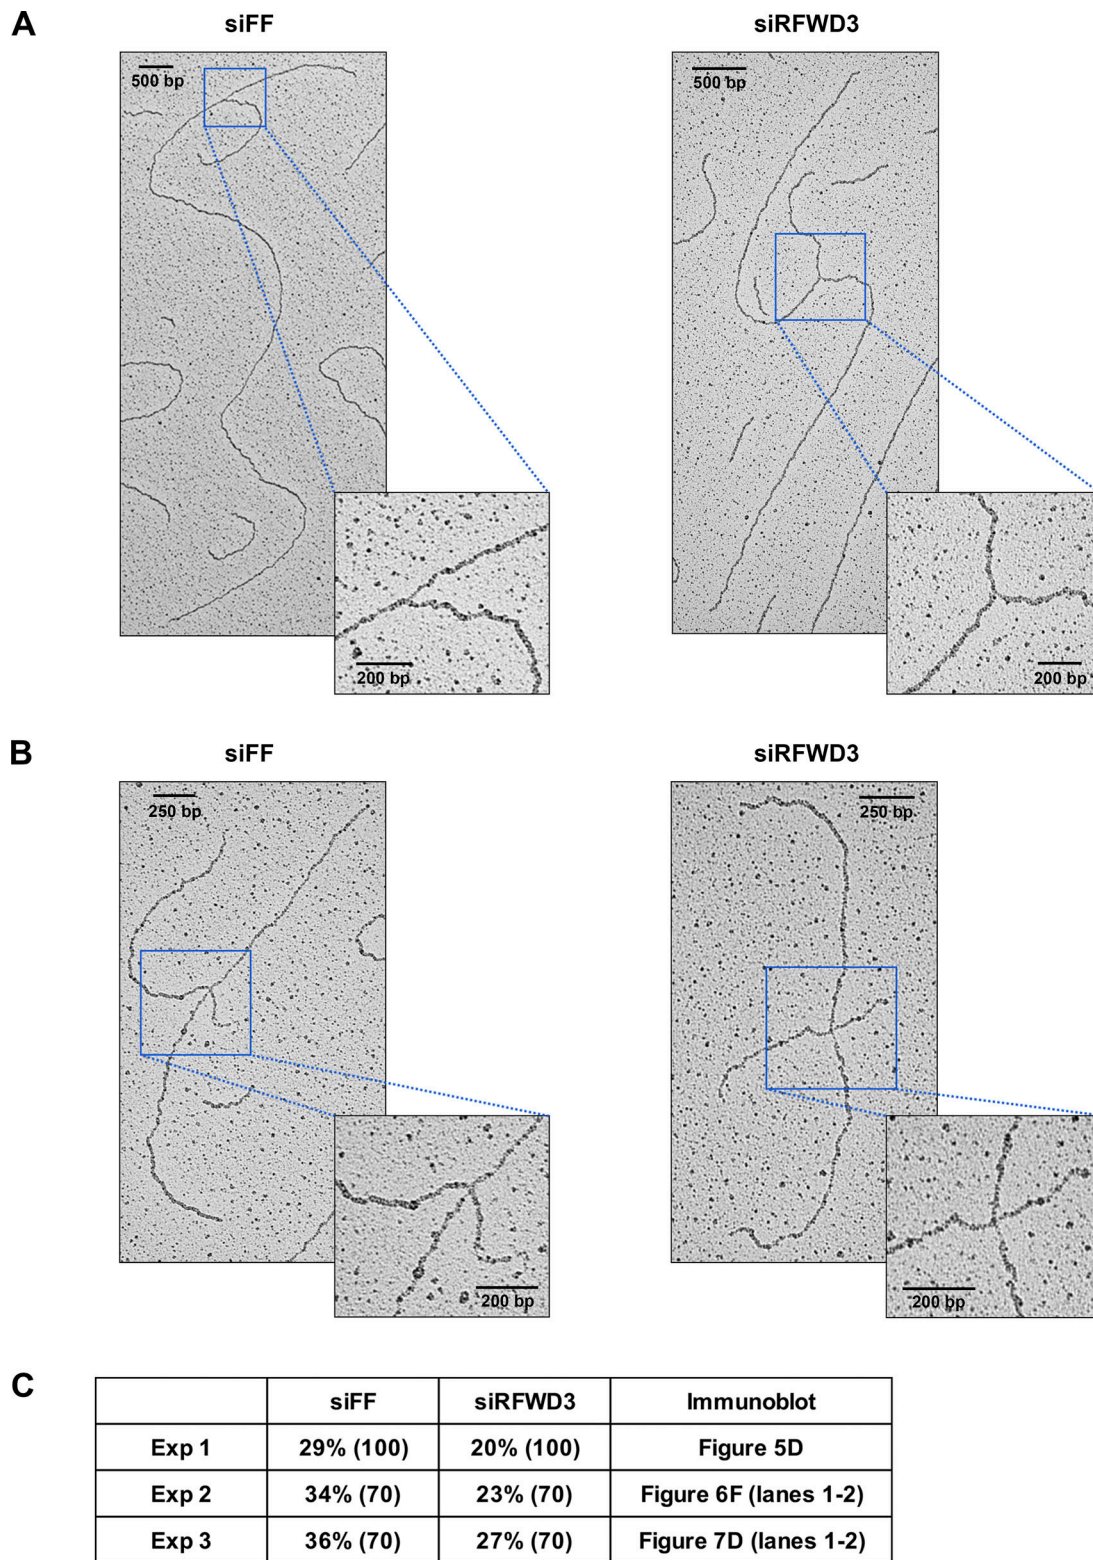 A
siFF
siRFWD3
500 bp
500 bp
200 bp
200 bp
B
siFF
siRFWD3
250 bp
250 bp
200 bp
200 bp
C
siFF siRFWD3 Immunoblot
Exp 1 29% (100) 20% (100) Figure 5D
Exp 2 34% (70) 23% (70) Figure 6F (lanes 1-2)
Exp 3 36% (70) 27% (70) Figure 7D (lanes 1-2)